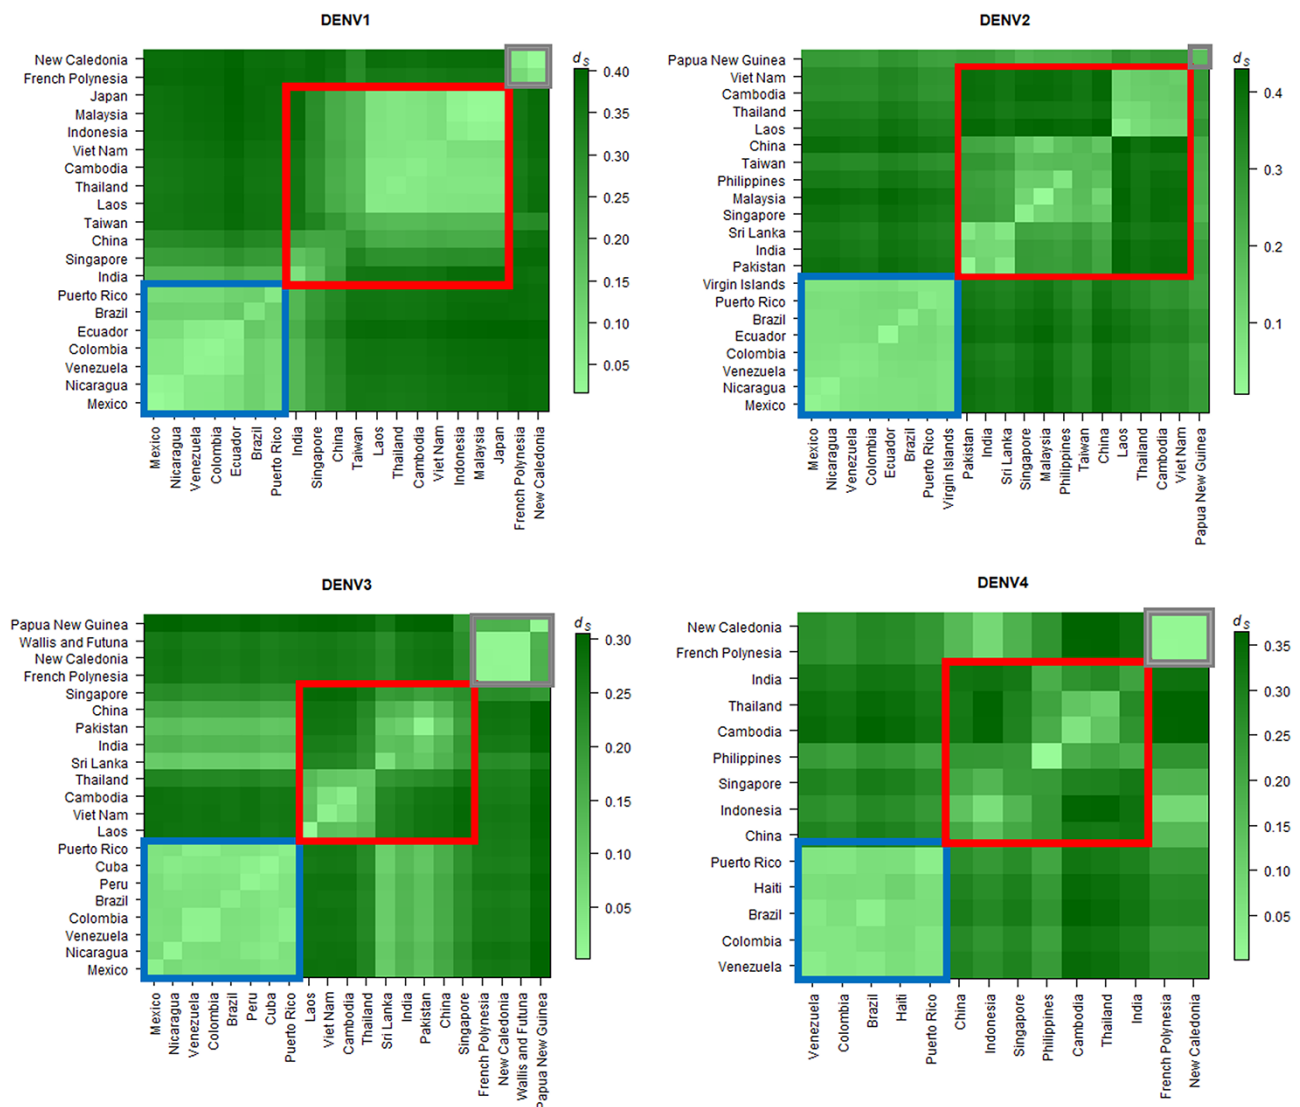 DENV1
New Caledonia
French Polynesia
Japan
Malaysia
Indonesia
Viet Nam
Cambodia
Thailand
Laos
Taiwan
China
Singapore
India
Puerto Rico
Brazil
Ecuador
Colombia
Venezuela
Nicaragua
Mexico
Mexico
Nicaragua
Venezuela
Colombia
Ecuador
Brazil
Puerto Rico
India
Singapore
China
Taiwan
Laos
Thailand
Cambodia
Viet Nam
Indonesia
Malaysia
Japan
French Polynesia
New Caledonia
dS
0.40
0.35
0.30
0.25
0.20
0.15
0.10
0.05
DENV2
Papua New Guinea
Viet Nam
Cambodia
Thailand
Laos
China
Taiwan
Philippines
Malaysia
Singapore
Sri Lanka
India
Pakistan
Virgin Islands
Puerto Rico
Brazil
Ecuador
Colombia
Venezuela
Nicaragua
Mexico
Mexico
Nicaragua
Venezuela
Colombia
Ecuador
Brazil
Puerto Rico
Virgin Islands
Pakistan
India
Sri Lanka
Singapore
Malaysia
Philippines
Taiwan
China
Laos
Thailand
Cambodia
Viet Nam
Papua New Guinea
dS
0.4
0.3
0.2
0.1
DENV3
Papua New Guinea
Wallis and Futuna
New Caledonia
French Polynesia
Singapore
China
Pakistan
India
Sri Lanka
Thailand
Cambodia
Viet Nam
Laos
Puerto Rico
Cuba
Peru
Brazil
Colombia
Venezuela
Nicaragua
Mexico
Mexico
Nicaragua
Venezuela
Colombia
Brazil
Peru
Cuba
Puerto Rico
Laos
Viet Nam
Cambodia
Thailand
Sri Lanka
India
Pakistan
China
Singapore
French Polynesia
New Caledonia
Wallis and Futuna
Papua New Guinea
dS
0.30
0.25
0.20
0.15
0.10
0.05
DENV4
New Caledonia
French Polynesia
India
Thailand
Cambodia
Philippines
Singapore
Indonesia
China
Puerto Rico
Haiti
Brazil
Colombia
Venezuela
Venezuela
Colombia
Brazil
Haiti
Puerto Rico
China
Indonesia
Singapore
Philippines
Cambodia
Thailand
India
French Polynesia
New Caledonia
dS
0.35
0.30
0.25
0.20
0.15
0.10
0.05